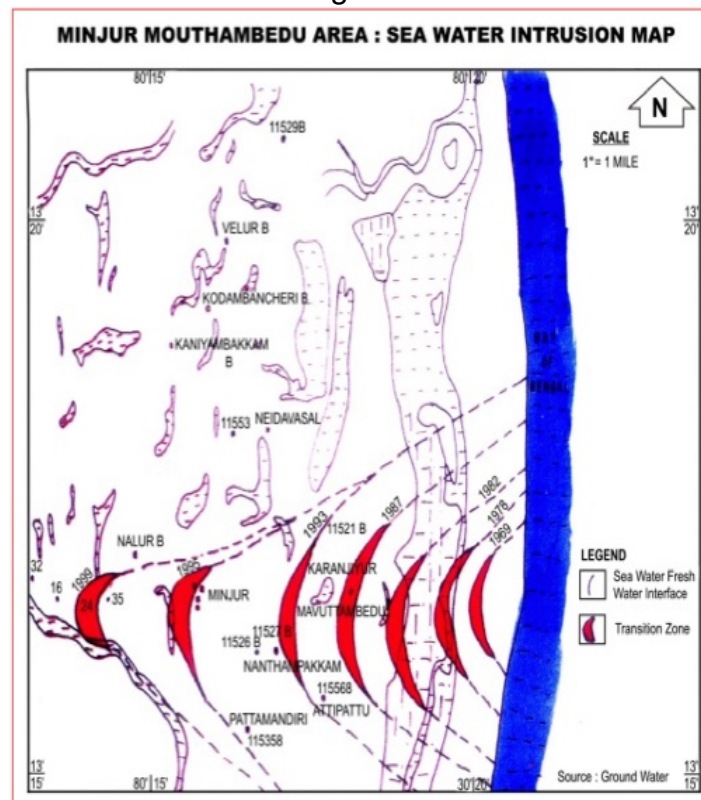 MINJUR MOUTHAMBEDU AREA : SEA WATER INTRUSION MAP
80'15' 80'20'
N
SCALE
1" = 1 MILE
11529B
13'
20'
13'
20'
VELUR B
KODAMBANCHERI B
KANIYAMBAKKAM
B
BAY
of
BENGAL
11553
NEIDAVASAL
1999
1995
1993
1987
1982
1978
1969
11521 B
NALUR B
32
16
24
35
MINJUR
KARANJIYUR
MAVUTTAMBEDU
11526 B
11527 B
NANTHANPAKKAM
115568
ATTIPATTU
PATTAMANDIRI
115358
LEGEND
Sea Water Fresh
Water Interface
Transition Zone
13'
15'
80'15'
30'20'
Source : Ground Water
13'
15'